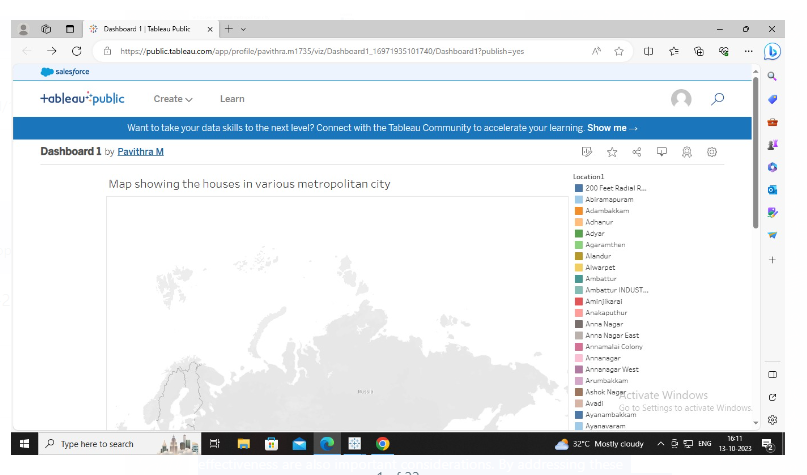 Dashboard 1 | Tableau Public
https://public.tableau.com/app/profile/pavithra.m1735/viz/Dashboard1_16971935101740/Dashboard1?publish=yes
salesforce
+ableau+public
Create
Learn
Want to take your data skills to the next level? Connect with the Tableau Community to accelerate your learning. Show me →
Dashboard 1 by Pavithra M
Map showing the houses in various metropolitan city
Location1
200 Feet Radial R...
Abiramapuram
Adambakkam
Adhanur
Adyar
Agaramthen
Alandur
Alwarpet
Ambattur
Ambattur INDUST...
Aminjikarai
Anakaputhur
Anna Nagar
Anna Nagar East
Annamalai Colony
Annanagar
Annanagar West
Arumbakkam
Ashok Nagar
Avadi
Ayanambakkam
Ayanavaram
Activate Windows
Go to Settings to activate Windows.
Type here to search
32°C Mostly cloudy
ENG
16:11
13-10-2023
2